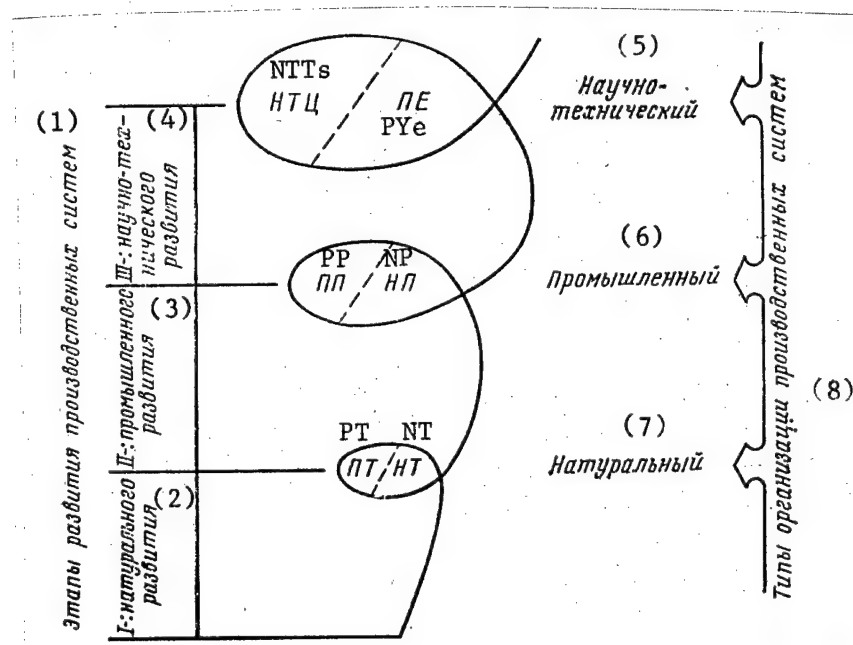 (1)
Этапы развития производственных систем
(4)
III-: научно-тех-
нического
развития
(3)
II-: промышленного
развития
(2)
I-: натурального
развития
NTTs
НТЦ
ПЕ
PYe
PP
NP
ПП
НП
PT
NT
ПТ
НТ
(5)
Научно-
технический
(6)
Промышленный
(7)
Натуральный
Типы организации производственных систем
(8)